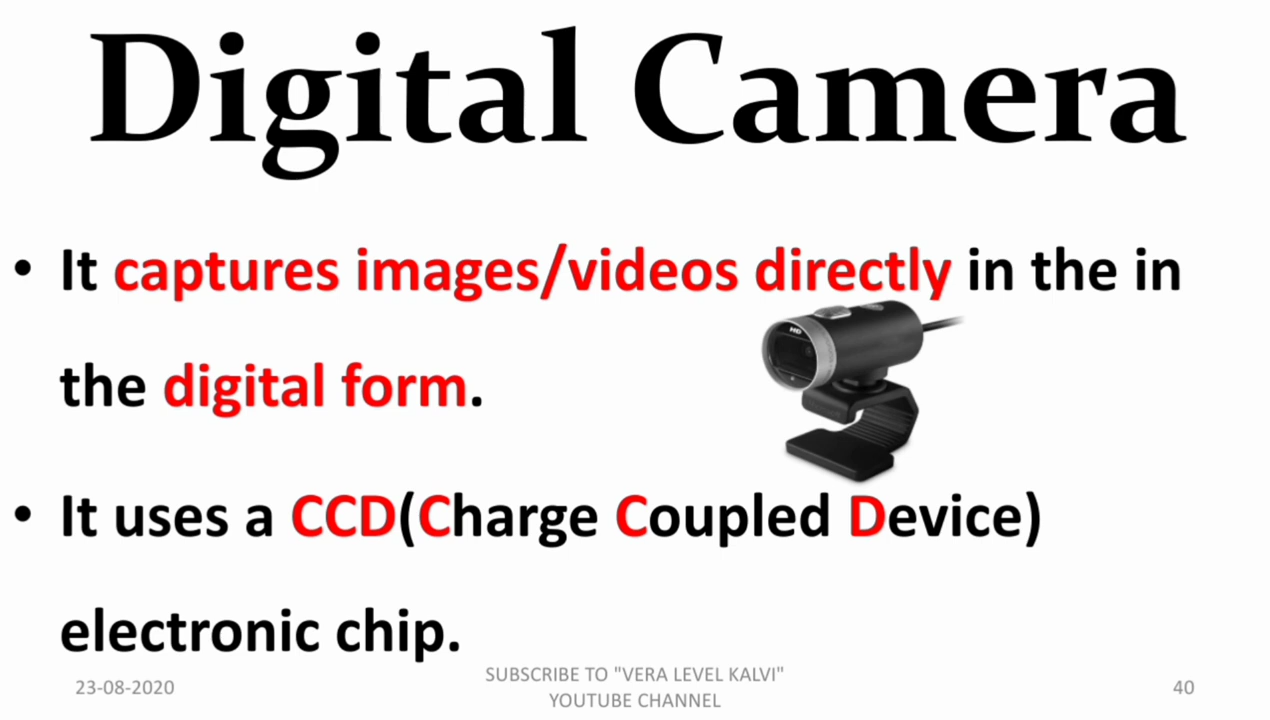 Digital Camera
• It captures images/videos directly in the in
HD
the digital form.
• It uses a CCD(Charge Coupled Device)
electronic chip.
23-08-2020
SUBSCRIBE TO "VERA LEVEL KALVI"
YOUTUBE CHANNEL
40